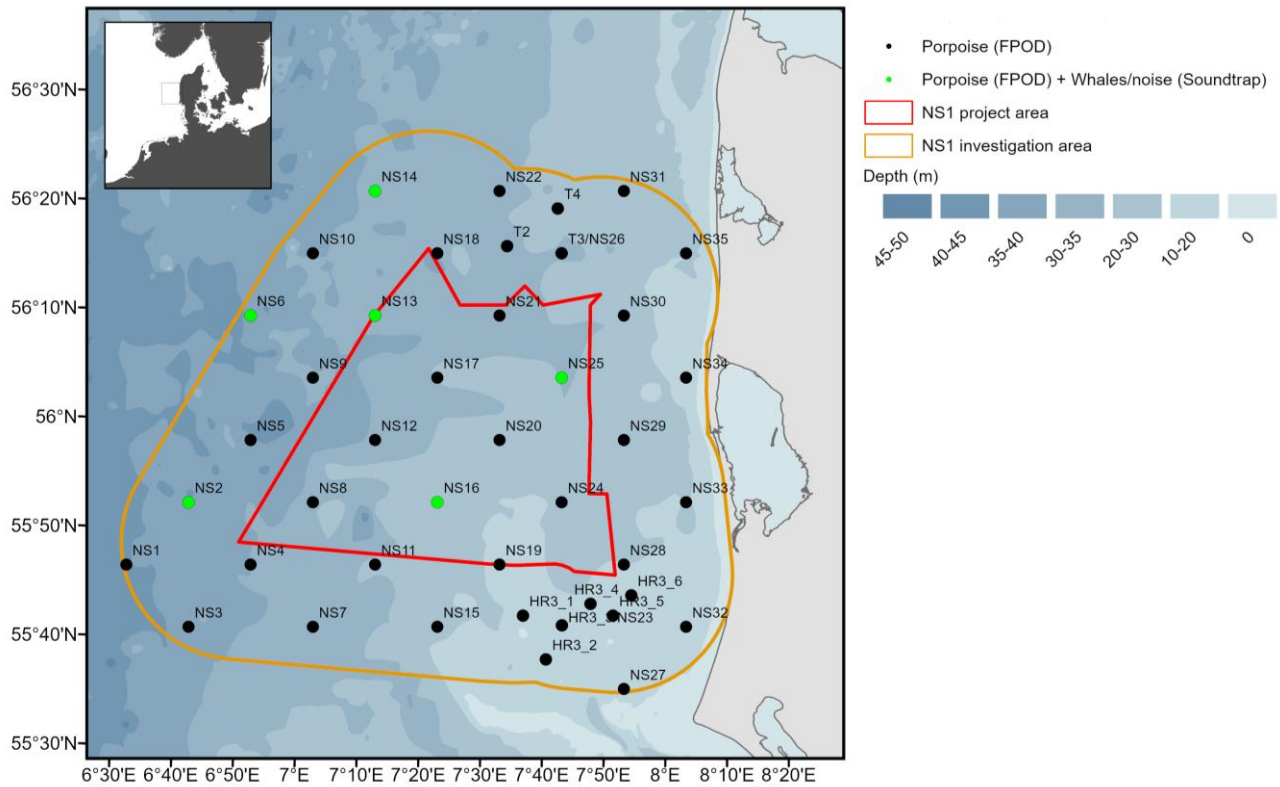 Porpoise (FPOD)
Porpoise (FPOD) + Whales/noise (Soundtrap)
NS1 project area
NS1 investigation area
Depth (m)
45-50
40-45
35-40
30-35
20-30
10-20
0
56°30'N
56°20'N
56°10'N
56°N
55°50'N
55°40'N
55°30'N
NS14
NS22
NS31
T4
T2
NS10
NS18
T3/NS26
NS35
NS6
NS13
NS21
NS30
NS9
NS17
NS25
NS34
NS5
NS12
NS20
NS29
NS2
NS8
NS16
NS24
NS33
NS1
NS4
NS11
NS19
NS28
HR3_6
HR3_4
HR3_1
HR3_5
HR3_3/NS23
NS3
NS7
NS15
NS32
HR3_2
NS27
6°30'E 6°40'E 6°50'E 7°E 7°10'E 7°20'E 7°30'E 7°40'E 7°50'E 8°E 8°10'E 8°20'E